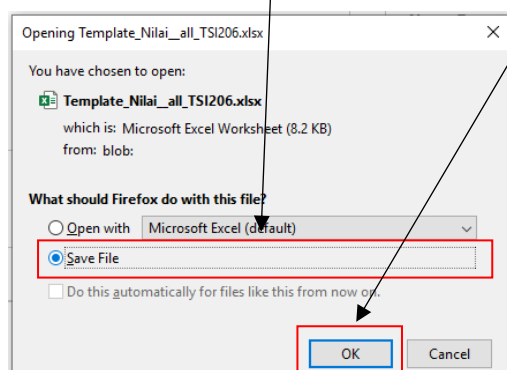 Opening Template_Nilai__all_TSI206.xlsx
You have chosen to open:
Template_Nilai__all_TSI206.xlsx
which is: Microsoft Excel Worksheet (8.2 KB)
from: blob:
What should Firefox do with this file?
Open with Microsoft Excel (default)
Save File
Do this automatically for files like this from now on.
OK Cancel